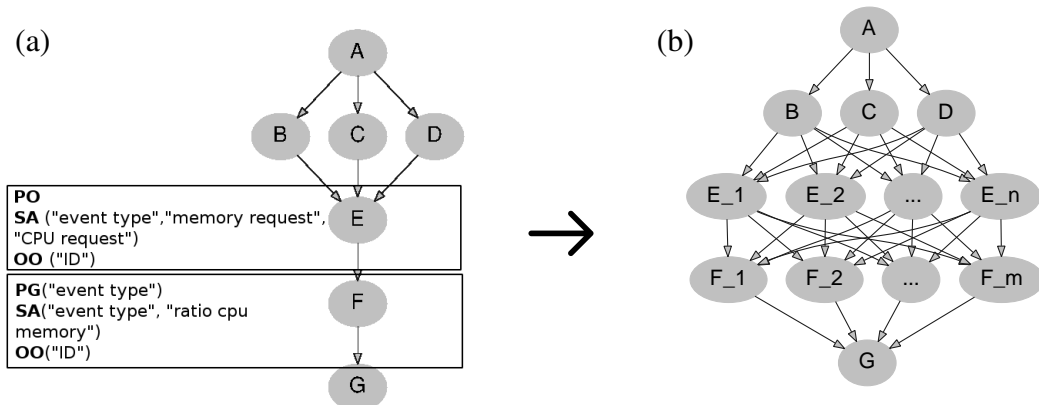 (a)
A
B C D
E
PO
SA ("event type","memory request",
"CPU request")
OO ("ID")
F
PG("event type")
SA("event type", "ratio cpu
memory")
OO("ID")
G
(b)
A
B C D
E_1 E_2 ... E_n
F_1 F_2 ... F_m
G